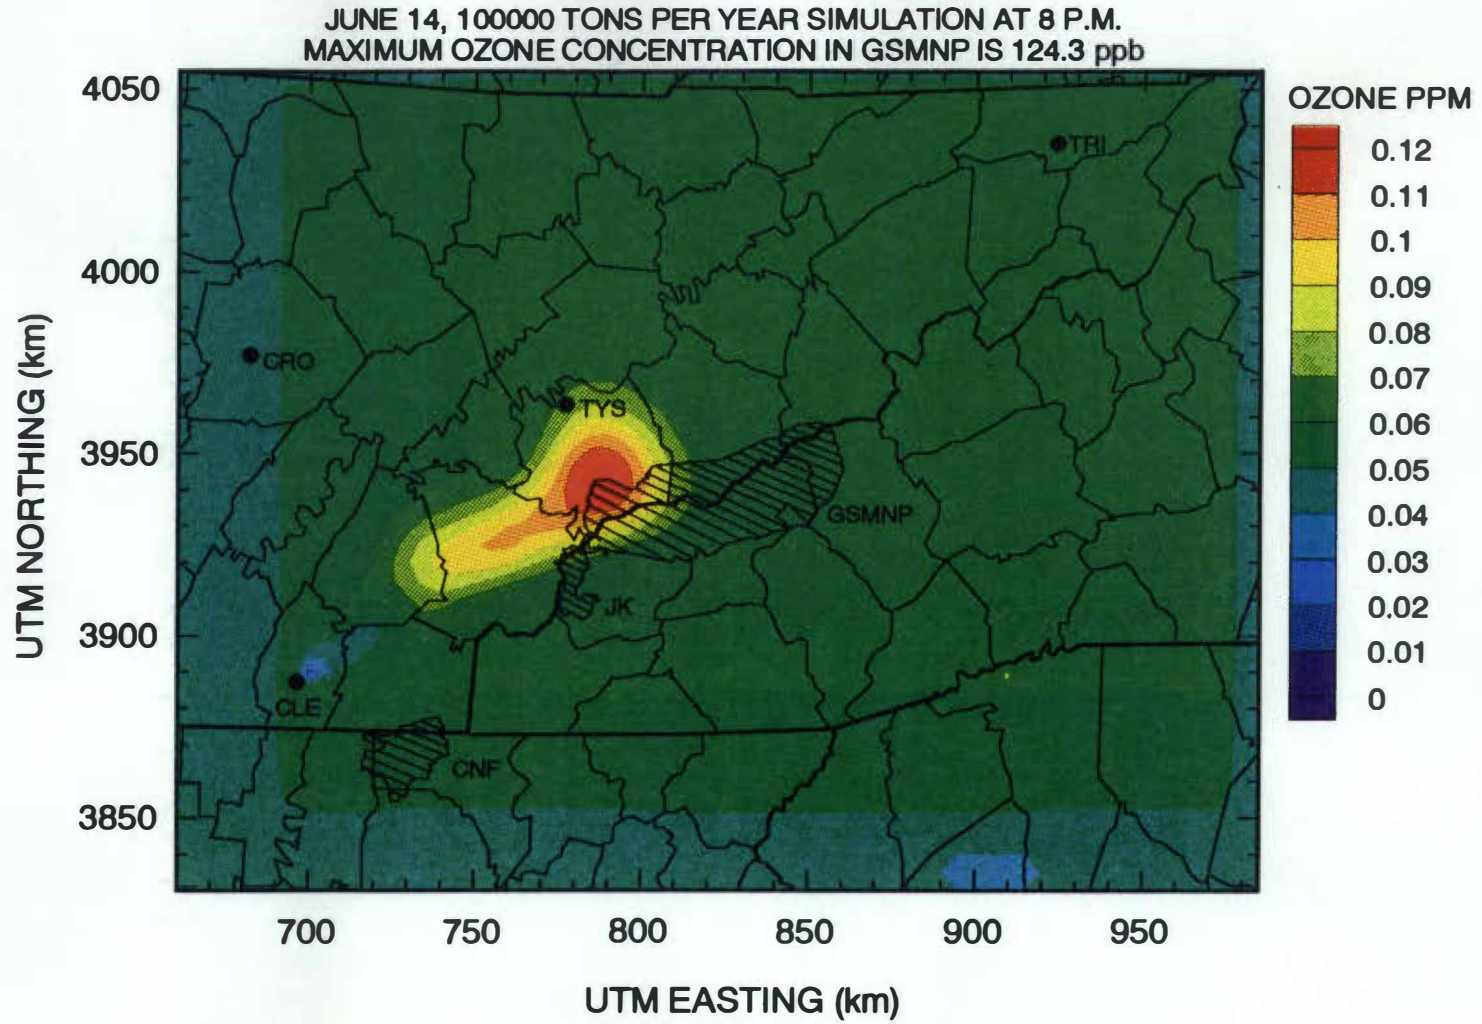 JUNE 14, 100000 TONS PER YEAR SIMULATION AT 8 P.M.
MAXIMUM OZONE CONCENTRATION IN GSMNP IS 124.3 ppb
OZONE PPM
0.12
0.11
0.1
0.09
0.08
0.07
0.06
0.05
0.04
0.03
0.02
0.01
0
UTM NORTHING (km)
4050
4000
3950
3900
3850
TRI
CRO
TYS
GSMNP
JK
CLE
CNF
700
750
800
850
900
950
UTM EASTING (km)